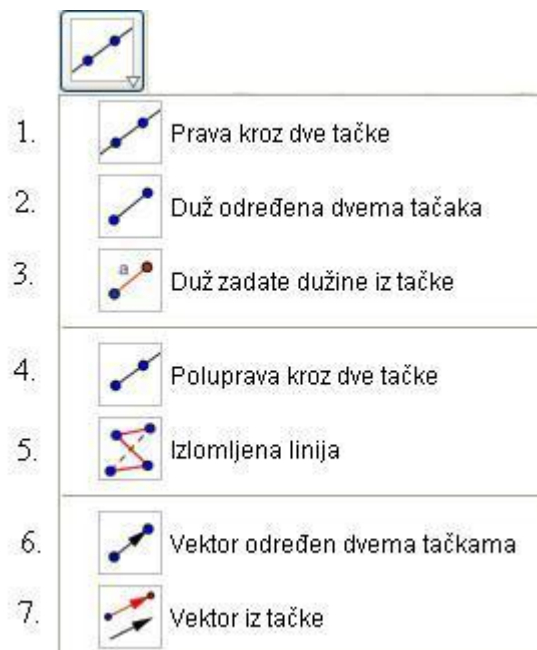 1. Prava kroz dve tačke
2. Duž određena dvema tačaka
3. a Duž zadate dužine iz tačke
4. Poluprava kroz dve tačke
5. Izlomljena linija
6. Vektor određen dvema tačkama
7. Vektor iz tačke